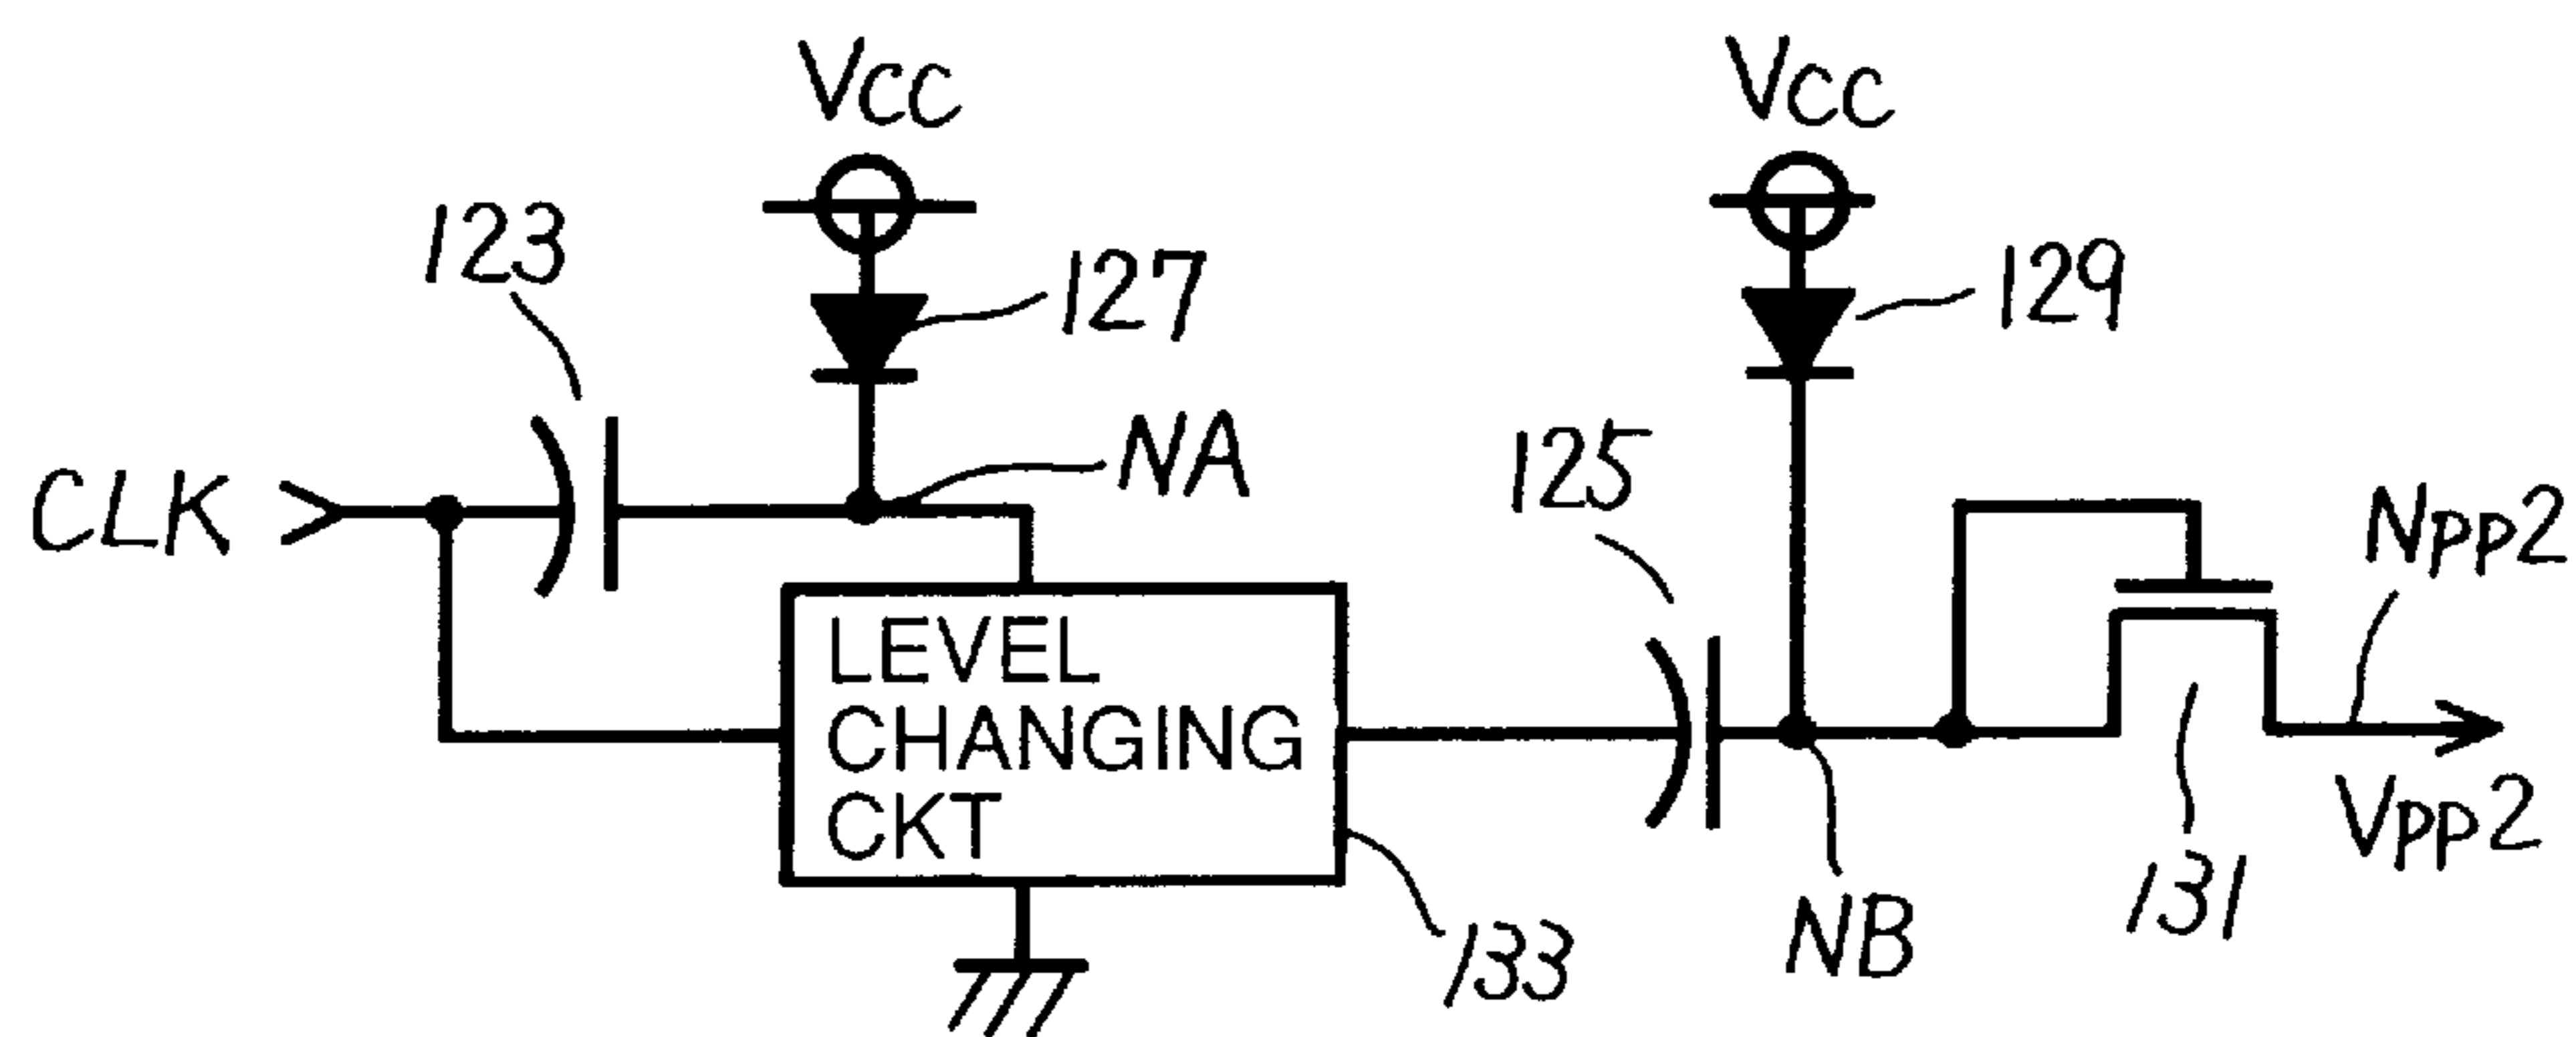 Vcc
Vcc
123
127
129
NA
CLK
125
Npp2
LEVEL
CHANGING
CKT
Vpp2
131
NB
133